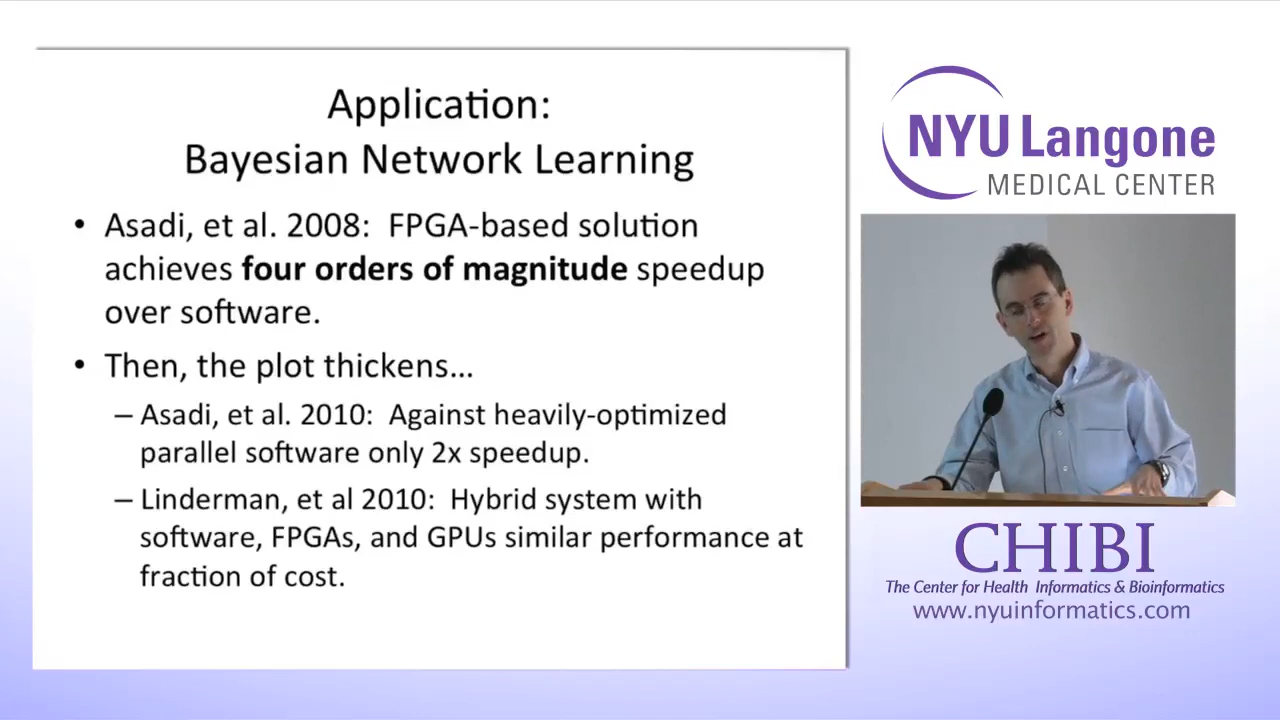 Application:
Bayesian Network Learning
• Asadi, et al. 2008: FPGA-based solution
achieves four orders of magnitude speedup
over software.
• Then, the plot thickens...
– Asadi, et al. 2010: Against heavily-optimized
parallel software only 2x speedup.
– Linderman, et al 2010: Hybrid system with
software, FPGAs, and GPUs similar performance at
fraction of cost.
NYU Langone
MEDICAL CENTER
CHIBI
The Center for Health Informatics & Bioinformatics
www.nyuinformatics.com